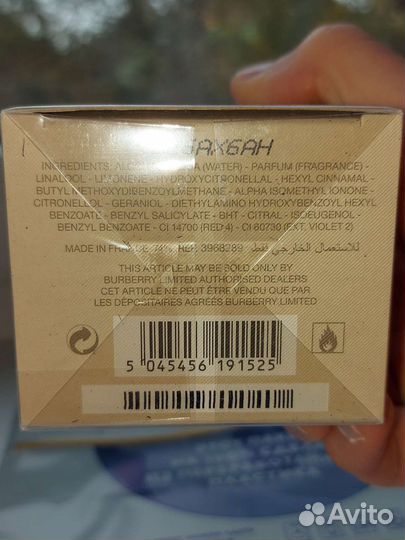 INGREDIENTS: (WATER) - PARFUM (FRAGRANCE) -
LINALOOL - LIMONENE - HYDROXYCITRONELLAL - HEXYL CINNAMAL
BUTYL METHOXYDIBENZOYLMETHANE - ALPHA ISOMETHYL IONONE -
CITRONELLOL - GERANIOL - DIETHYLAMINO HYDROXYBENZOYL HEXYL
BENZOATE - BENZYL SALICYLATE - BHT - CITRAL - ISOEUGENOL -
BENZYL BENZOATE - CI 14700 (RED 4) - CI 60730 (EXT. VIOLET 2)
MADE IN FRANCE 74% REF: 3968289 للاستعمال الخارجي فقط
THIS ARTICLE MAY BE SOLD ONLY BY
BURBERRY LIMITED AUTHORISED DEALERS
CET ARTICLE NE PEUT ÊTRE VENDU QUE PAR
LES DÉPOSITAIRES AGRÉÉS BURBERRY LIMITED
5 045456 191525
Avito